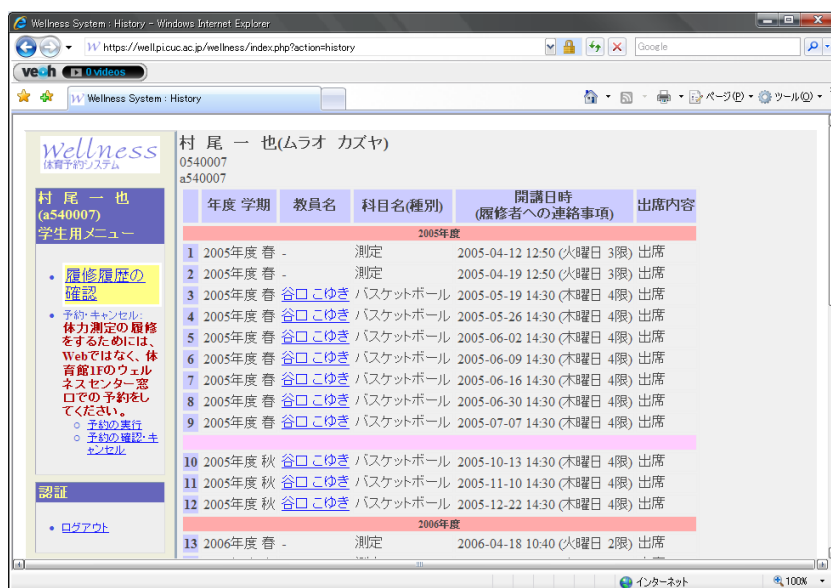 Wellness System : History - Windows Internet Explorer
https://well.pi.cuc.ac.jp/wellness/index.php?action=history
Google
veoh 0 videos
Wellness System : History
ページ(P)
ツール(O)
Wellness
体育予約システム
村 尾 一 也
(a540007)
学生用メニュー
履修履歴の
確認
予約・キャンセル:
体力測定の履修
をするためには、
Webではなく、体
育館1Fのウェル
ネスセンター窓
口での予約をし
てください。
予約の実行
予約の確認・キ
ャンセル
認証
ログアウト
村 尾 一 也(ムラオ カズヤ)
0540007
a540007
年度 学期 教員名 科目名(種別) 開講日時 出席内容
(履修者への連絡事項)
2005年度
1 2005年度 春 - 測定 2005-04-12 12:50 (火曜日 3限) 出席
2 2005年度 春 - 測定 2005-04-19 12:50 (火曜日 3限) 出席
3 2005年度 春 谷口 こゆき バスケットボール 2005-05-19 14:30 (木曜日 4限) 出席
4 2005年度 春 谷口 こゆき バスケットボール 2005-05-26 14:30 (木曜日 4限) 出席
5 2005年度 春 谷口 こゆき バスケットボール 2005-06-02 14:30 (木曜日 4限) 出席
6 2005年度 春 谷口 こゆき バスケットボール 2005-06-09 14:30 (木曜日 4限) 出席
7 2005年度 春 谷口 こゆき バスケットボール 2005-06-16 14:30 (木曜日 4限) 出席
8 2005年度 春 谷口 こゆき バスケットボール 2005-06-30 14:30 (木曜日 4限) 出席
9 2005年度 春 谷口 こゆき バスケットボール 2005-07-07 14:30 (木曜日 4限) 出席
10 2005年度 秋 谷口 こゆき バスケットボール 2005-10-13 14:30 (木曜日 4限) 出席
11 2005年度 秋 谷口 こゆき バスケットボール 2005-11-10 14:30 (木曜日 4限) 出席
12 2005年度 秋 谷口 こゆき バスケットボール 2005-12-22 14:30 (木曜日 4限) 出席
2006年度
13 2006年度 春 - 測定 2006-04-18 10:40 (火曜日 2限) 出席
インターネット
100%